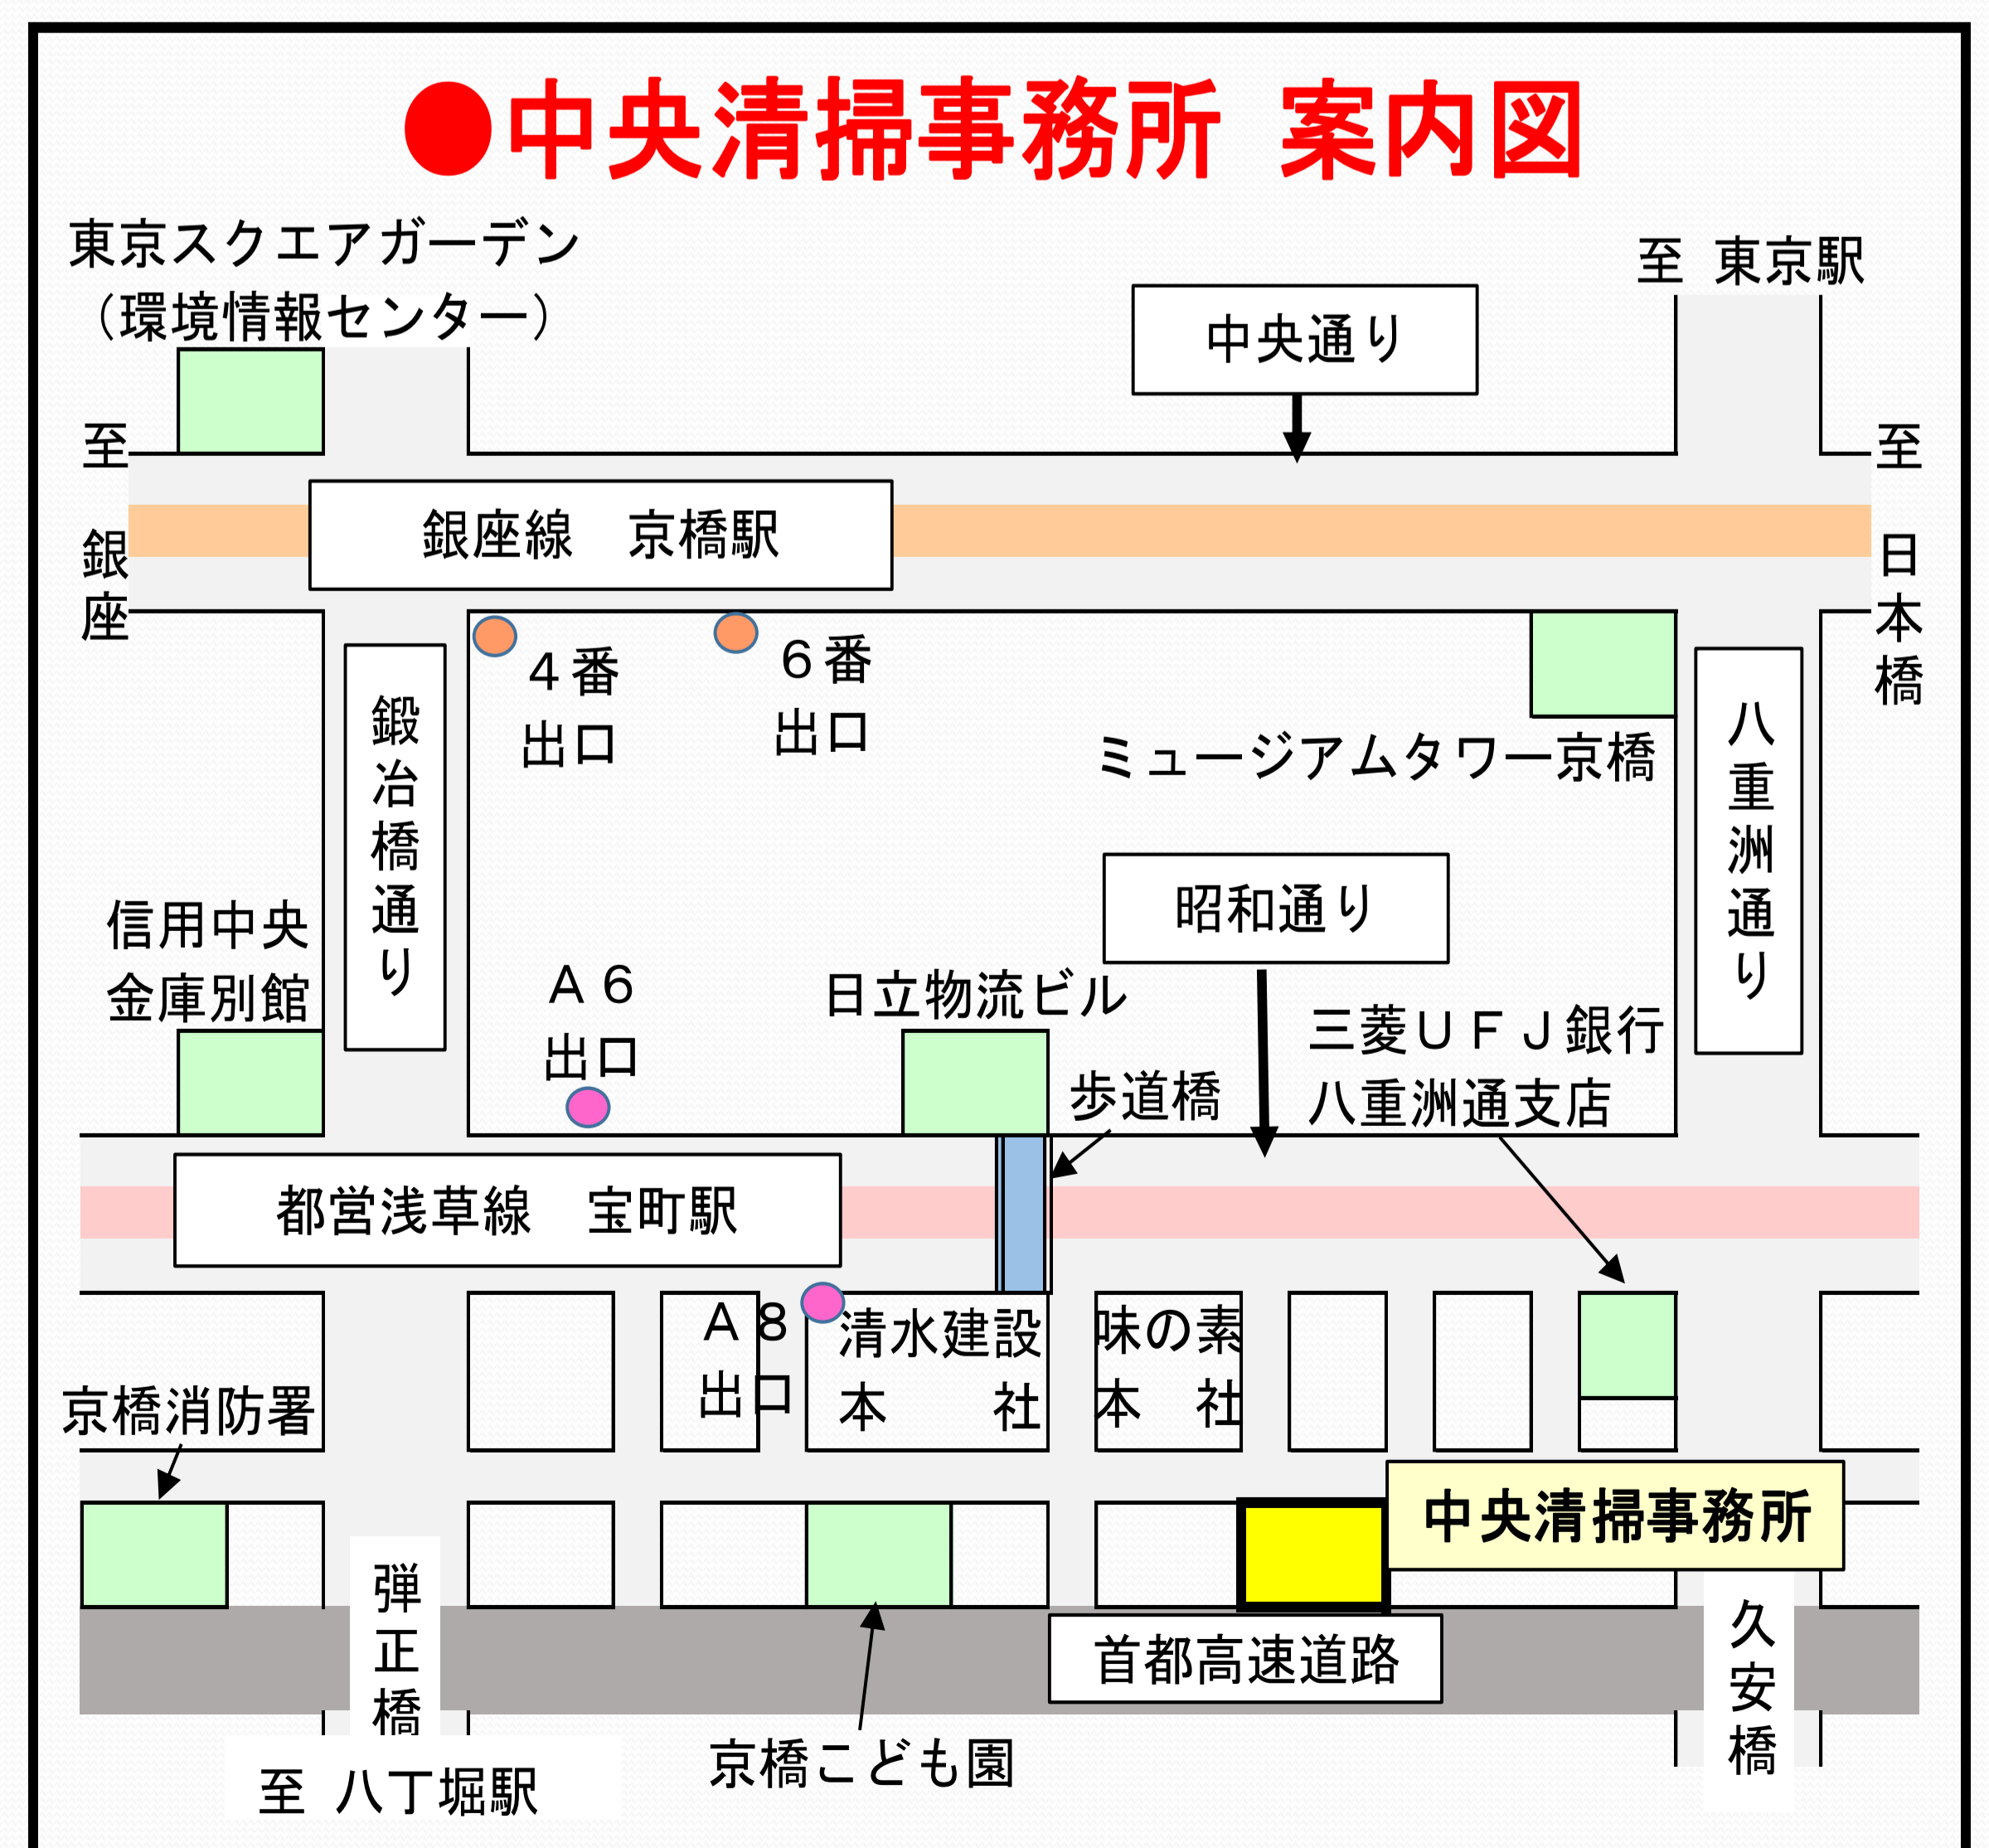 ●中央清掃事務所 案内図
東京スクエアガーデン
（環境情報センター）
至 東京駅
中央通り
至 銀座
至 日本橋
銀座線　京橋駅
４番
出口
６番
出口
鍛冶橋通り
八重洲通り
ミュージアムタワー京橋
昭和通り
信用中央
金庫別館
Ａ６
出口
日立物流ビル
歩道橋
三菱ＵＦＪ銀行
八重洲通支店
都営浅草線　宝町駅
Ａ８
出口
清水建設
本　　社
味の素
本　社
京橋消防署
中央清掃事務所
弾正橋
首都高速道路
久安橋
京橋こども園
至 八丁堀駅